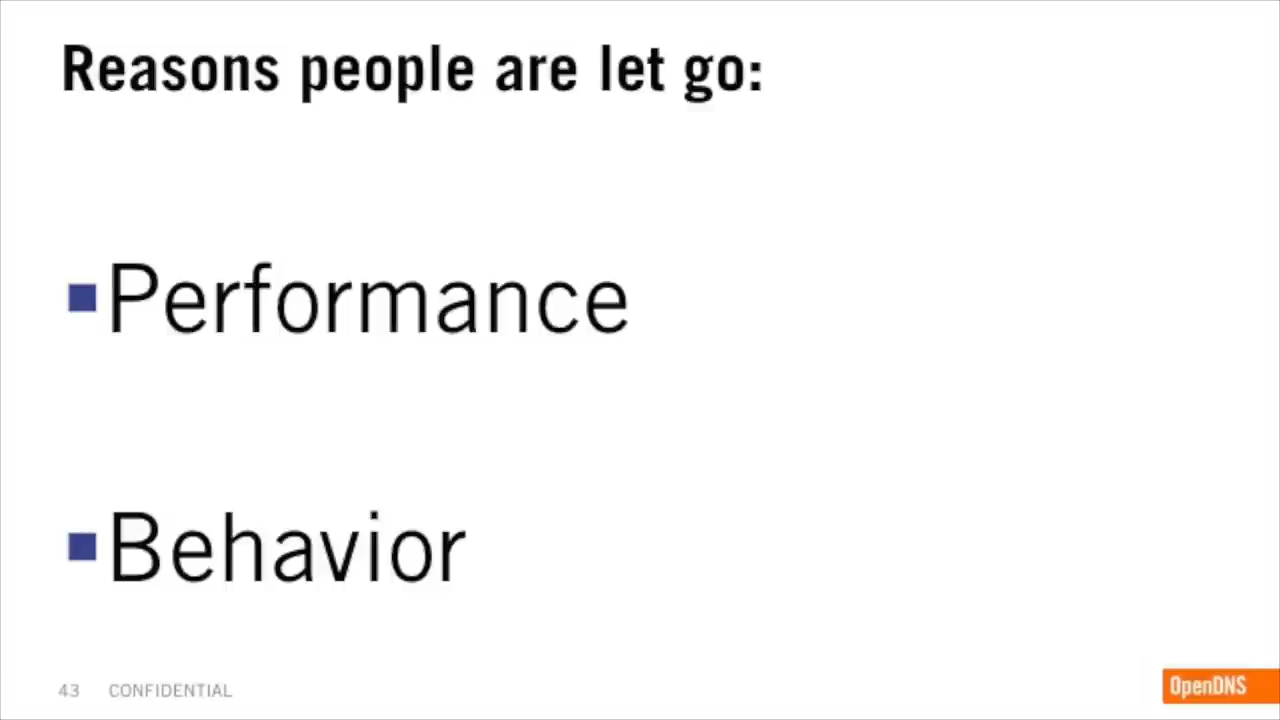 Reasons people are let go:
Performance
Behavior
43 CONFIDENTIAL
OpenDNS